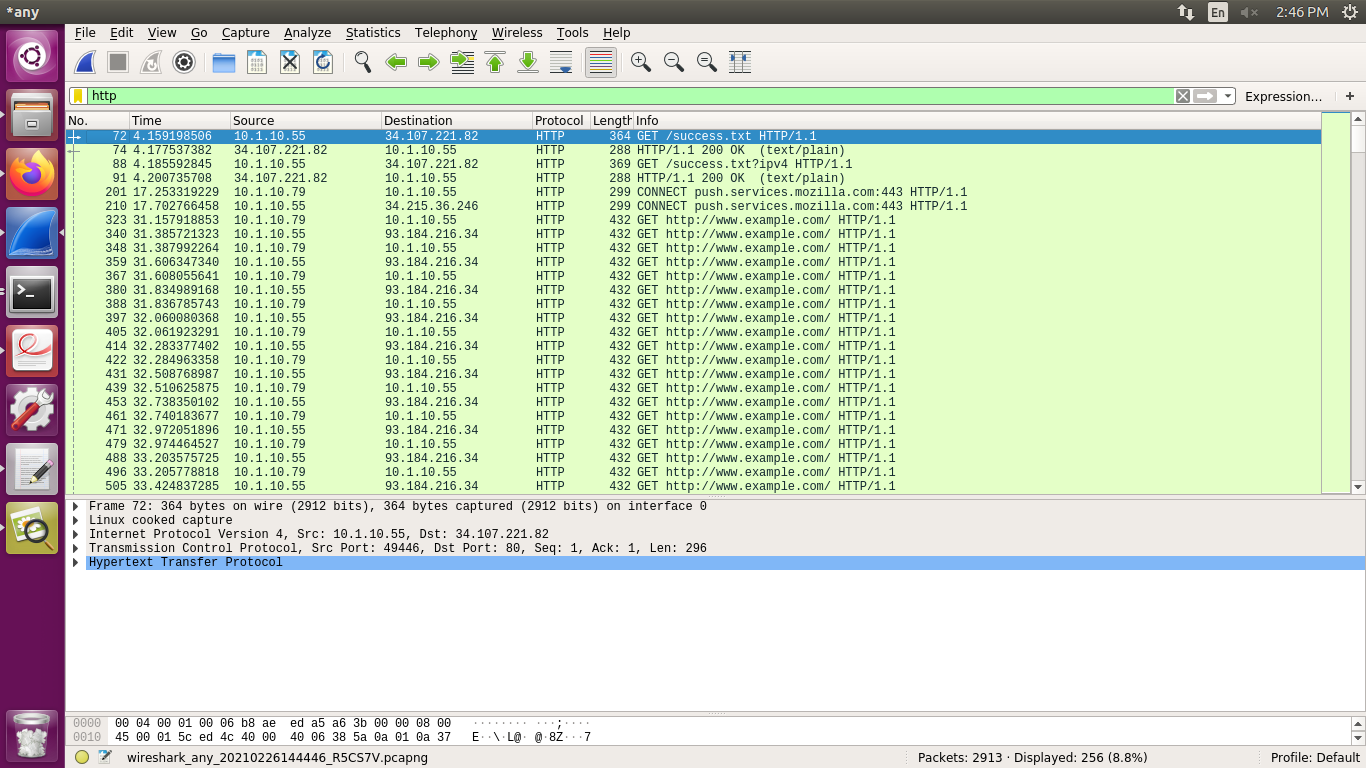 *any
En
2:46 PM
File Edit View Go Capture Analyze Statistics Telephony Wireless Tools Help
http
Expression…
+
No. Time Source Destination Protocol Length Info
72 4.159198506 10.1.10.55 34.107.221.82 HTTP 364 GET /success.txt HTTP/1.1
74 4.177537382 34.107.221.82 10.1.10.55 HTTP 288 HTTP/1.1 200 OK (text/plain)
88 4.185592845 10.1.10.55 34.107.221.82 HTTP 369 GET /success.txt?ipv4 HTTP/1.1
91 4.200735708 34.107.221.82 10.1.10.55 HTTP 288 HTTP/1.1 200 OK (text/plain)
201 17.253319229 10.1.10.79 10.1.10.55 HTTP 299 CONNECT push.services.mozilla.com:443 HTTP/1.1
210 17.702766458 10.1.10.55 34.215.36.246 HTTP 299 CONNECT push.services.mozilla.com:443 HTTP/1.1
323 31.157918853 10.1.10.79 10.1.10.55 HTTP 432 GET http://www.example.com/ HTTP/1.1
340 31.385721323 10.1.10.55 93.184.216.34 HTTP 432 GET http://www.example.com/ HTTP/1.1
348 31.387992264 10.1.10.79 10.1.10.55 HTTP 432 GET http://www.example.com/ HTTP/1.1
359 31.606347340 10.1.10.55 93.184.216.34 HTTP 432 GET http://www.example.com/ HTTP/1.1
367 31.608055641 10.1.10.79 10.1.10.55 HTTP 432 GET http://www.example.com/ HTTP/1.1
380 31.834989168 10.1.10.55 93.184.216.34 HTTP 432 GET http://www.example.com/ HTTP/1.1
388 31.836785743 10.1.10.79 10.1.10.55 HTTP 432 GET http://www.example.com/ HTTP/1.1
397 32.060080368 10.1.10.55 93.184.216.34 HTTP 432 GET http://www.example.com/ HTTP/1.1
405 32.061923291 10.1.10.79 10.1.10.55 HTTP 432 GET http://www.example.com/ HTTP/1.1
414 32.283377402 10.1.10.55 93.184.216.34 HTTP 432 GET http://www.example.com/ HTTP/1.1
422 32.284963358 10.1.10.79 10.1.10.55 HTTP 432 GET http://www.example.com/ HTTP/1.1
431 32.508768987 10.1.10.55 93.184.216.34 HTTP 432 GET http://www.example.com/ HTTP/1.1
439 32.510625875 10.1.10.79 10.1.10.55 HTTP 432 GET http://www.example.com/ HTTP/1.1
453 32.738350102 10.1.10.55 93.184.216.34 HTTP 432 GET http://www.example.com/ HTTP/1.1
461 32.740183677 10.1.10.79 10.1.10.55 HTTP 432 GET http://www.example.com/ HTTP/1.1
471 32.972051896 10.1.10.55 93.184.216.34 HTTP 432 GET http://www.example.com/ HTTP/1.1
479 32.974464527 10.1.10.79 10.1.10.55 HTTP 432 GET http://www.example.com/ HTTP/1.1
488 33.203575725 10.1.10.55 93.184.216.34 HTTP 432 GET http://www.example.com/ HTTP/1.1
496 33.205778818 10.1.10.79 10.1.10.55 HTTP 432 GET http://www.example.com/ HTTP/1.1
505 33.424837285 10.1.10.55 93.184.216.34 HTTP 432 GET http://www.example.com/ HTTP/1.1
Frame 72: 364 bytes on wire (2912 bits), 364 bytes captured (2912 bits) on interface 0
Linux cooked capture
Internet Protocol Version 4, Src: 10.1.10.55, Dst: 34.107.221.82
Transmission Control Protocol, Src Port: 49446, Dst Port: 80, Seq: 1, Ack: 1, Len: 296
Hypertext Transfer Protocol
0000 00 04 00 01 00 06 b8 ae ed a5 a6 3b 00 00 08 00 ········ ···;····
0010 45 00 01 5c ed 4c 40 00 40 06 38 5a 0a 01 0a 37 E··\·L@· @·8Z···7
wireshark_any_20210226144446_R5CS7V.pcapng
Packets: 2913 · Displayed: 256 (8.8%)
Profile: Default